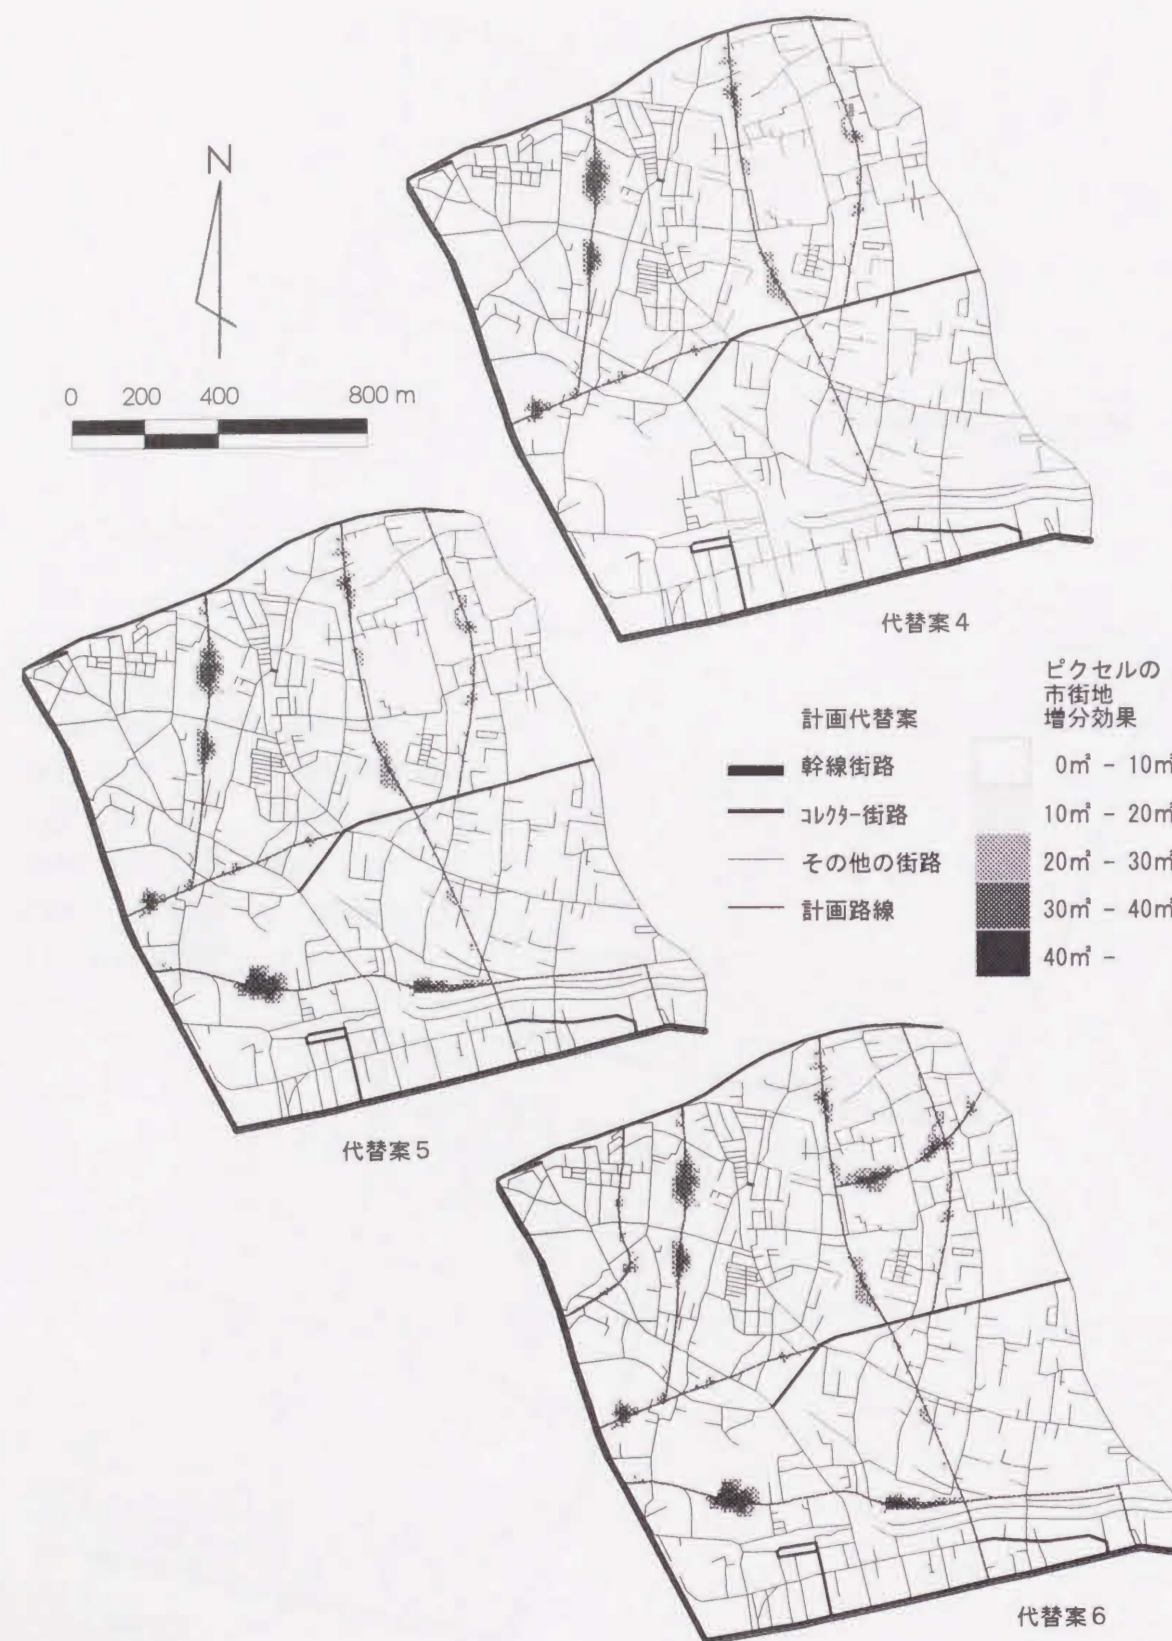 N
0 200 400 800 m
代替案4
ピクセルの
市街地
増分効果
計画代替案
幹線街路
コレクター街路
その他の街路
計画路線
0㎡ - 10㎡
10㎡ - 20㎡
20㎡ - 30㎡
30㎡ - 40㎡
40㎡ -
代替案5
代替案6